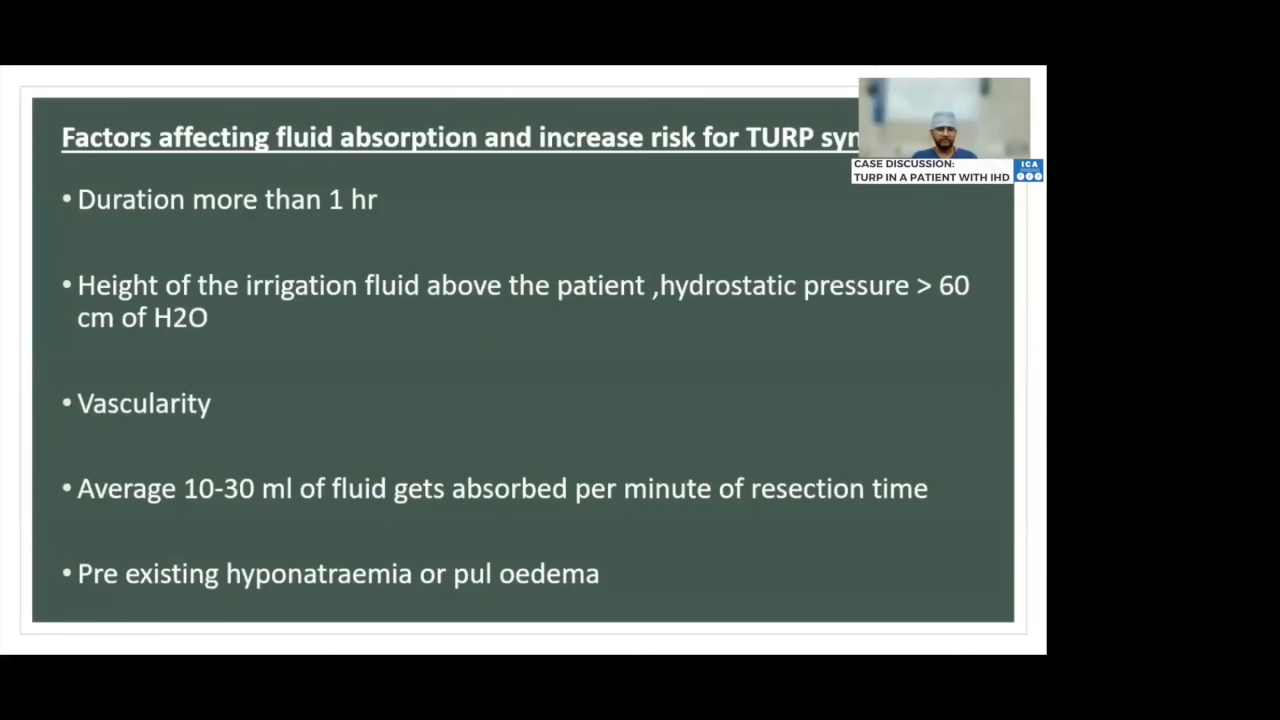 Factors affecting fluid absorption and increase risk for TURP
• Duration more than 1 hr
• Height of the irrigation fluid above the patient ,hydrostatic pressure > 60
cm of H2O
• Vascularity
• Average 10-30 ml of fluid gets absorbed per minute of resection time
• Pre existing hyponatraemia or pul oedema
CASE DISCUSSION:
TURP IN A PATIENT WITH IHD
ICA